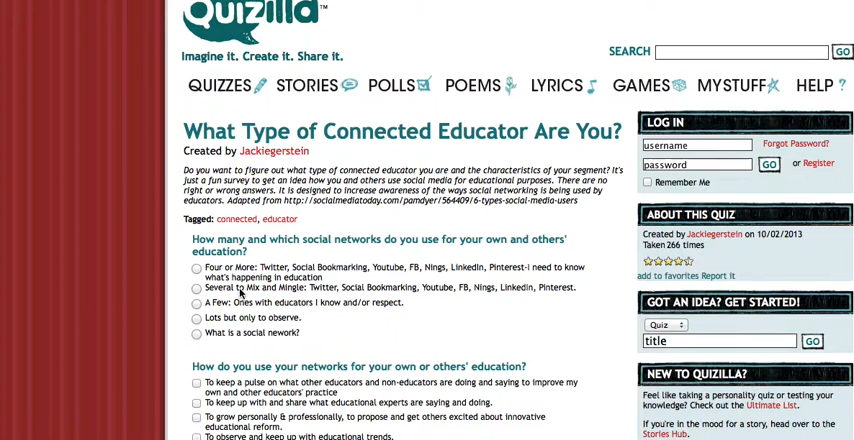 Quizilla™
Imagine it. Create it. Share it.
SEARCH
GO
QUIZZES STORIES POLLS POEMS LYRICS GAMES MYSTUFF HELP ?
What Type of Connected Educator Are You?
Created by Jackiegerstein
Do you want to figure out what type of connected educator you are and the characteristics of your segment? It's
just a fun survey to get an idea how you and others use social media for educational purposes. There are no
right or wrong answers. It is designed to increase awareness of the ways social networking is being used by
educators. Adapted from http://socialmediatoday.com/pamdyer/564409/6-types-social-media-users
Tagged: connected, educator
How many and which social networks do you use for your own and others'
education?
Four or More: Twitter, Social Bookmarking, Youtube, FB, Nings, LinkedIn, Pinterest-I need to know
what's happening in education
Several to Mix and Mingle: Twitter, Social Bookmarking, Youtube, FB, Nings, Linkedin, Pinterest.
A Few: Ones with educators I know and/or respect.
Lots but only to observe.
What is a social nework?
How do you use your networks for your own or others' education?
To keep a pulse on what other educators and non-educators are doing and saying to improve my
own and other educators' practice
To keep up with and share what educational experts are saying and doing.
To grow personally & professionally, to propose and get others excited about innovative
educational reform.
To observe and keep up with educational trends.
LOG IN
username
Forgot Password?
password
GO
or Register
Remember Me
ABOUT THIS QUIZ
Created by Jackiegerstein on 10/02/2013
Taken 266 times
add to favorites Report it
GOT AN IDEA? GET STARTED!
Quiz
title
GO
NEW TO QUIZILLA?
Feel like taking a personality quiz or testing your
knowledge? Check out the Ultimate List.
If you're in the mood for a story, head over to the
Stories Hub.